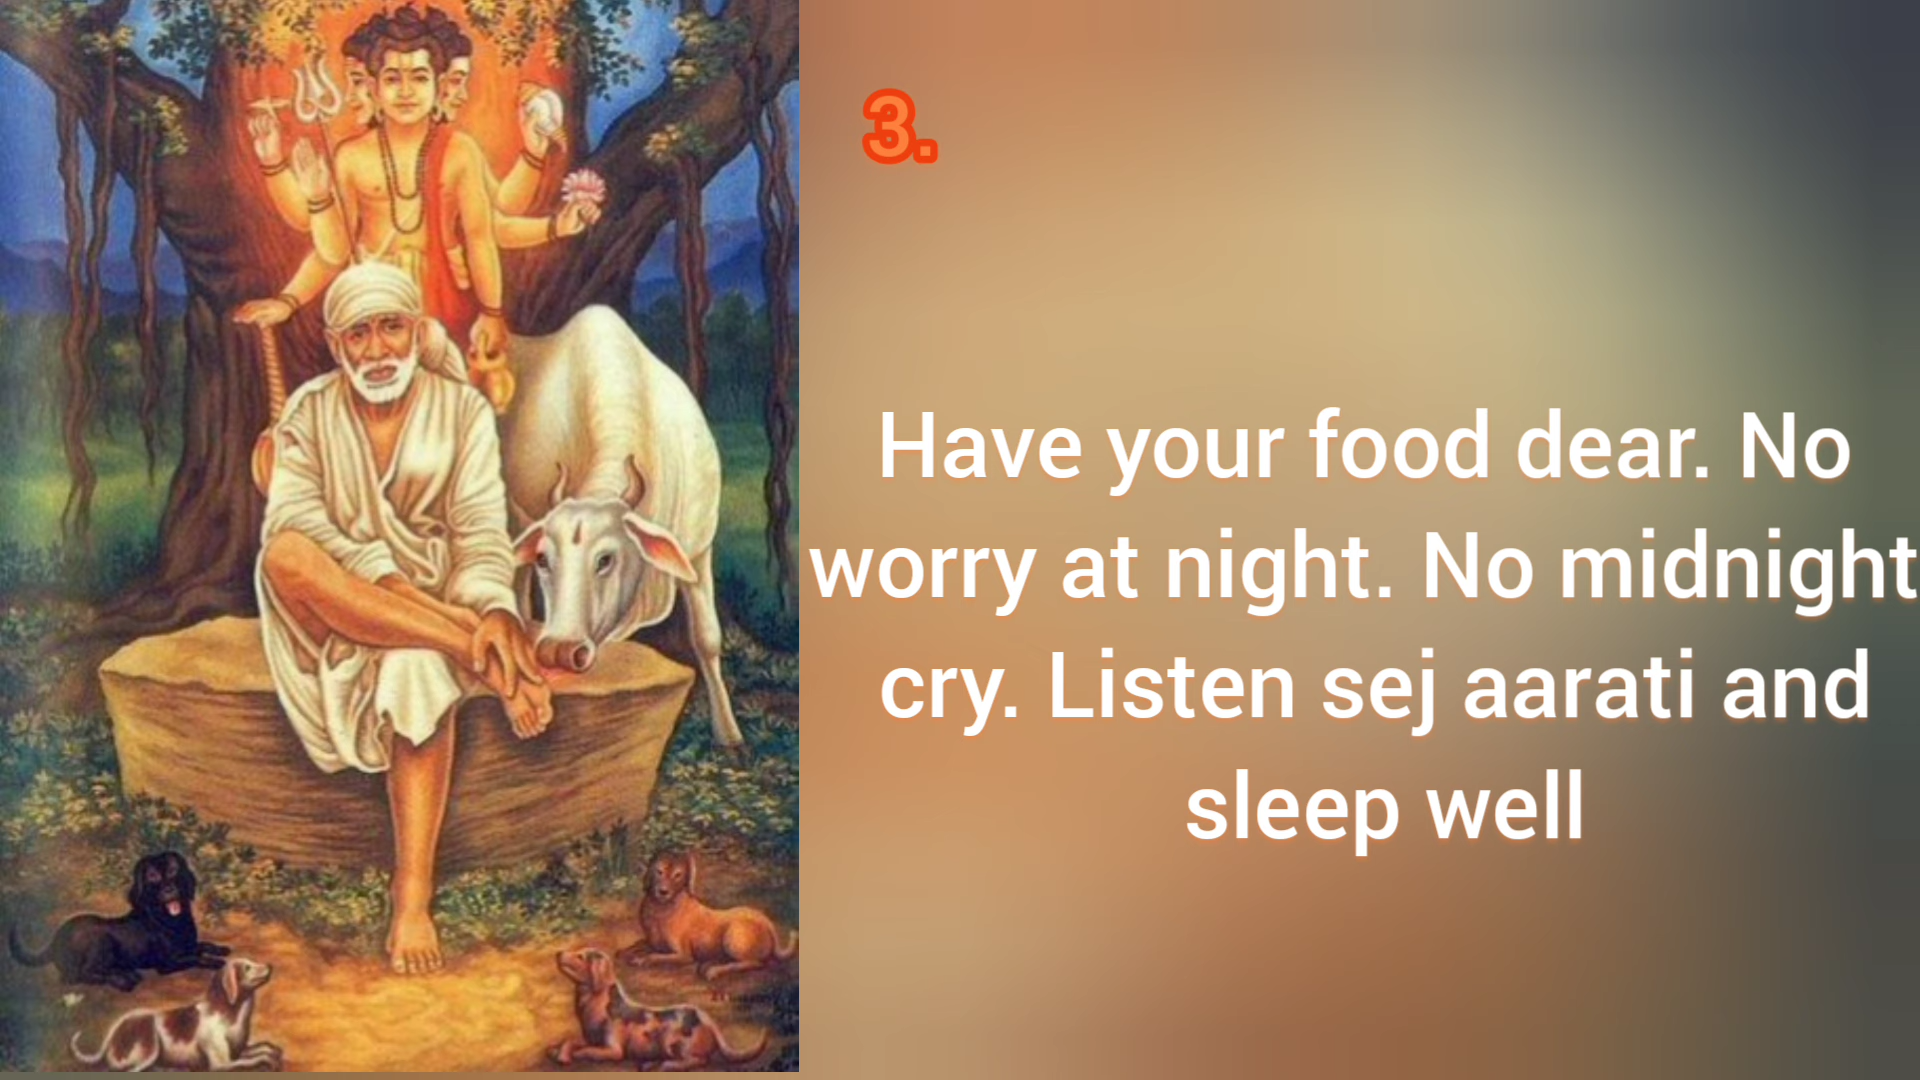 3.
Have your food dear. No
worry at night. No midnight
cry. Listen sej aarati and
sleep well